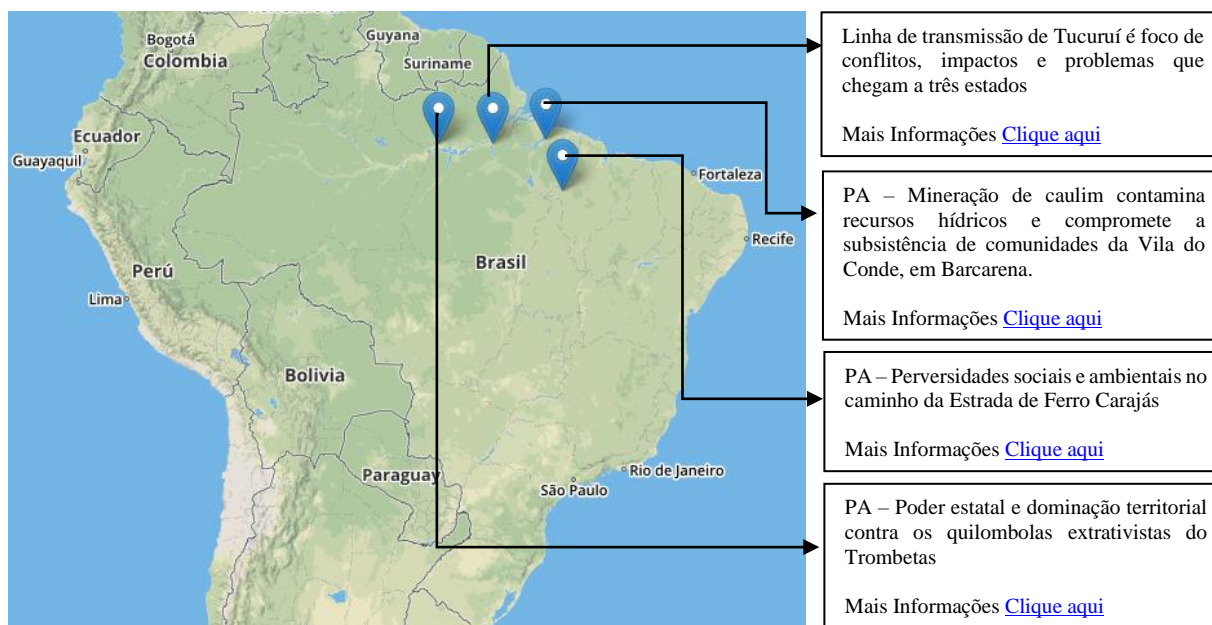 Bogotá
Colombia
Guyana
Suriname
Ecuador
Guayaquil
Fortaleza
Recife
Brasil
Perú
Lima
Bolivia
Paraguay
Rio de Janeiro
São Paulo
Linha de transmissão de Tucuruí é foco de
conflitos, impactos e problemas que
chegam a três estados
Mais Informações Clique aqui
PA – Mineração de caulim contamina
recursos hídricos e compromete a
subsistência de comunidades da Vila do
Conde, em Barcarena.
Mais Informações Clique aqui
PA – Perversidades sociais e ambientais no
caminho da Estrada de Ferro Carajás
Mais Informações Clique aqui
PA – Poder estatal e dominação territorial
contra os quilombolas extrativistas do
Trombetas
Mais Informações Clique aqui